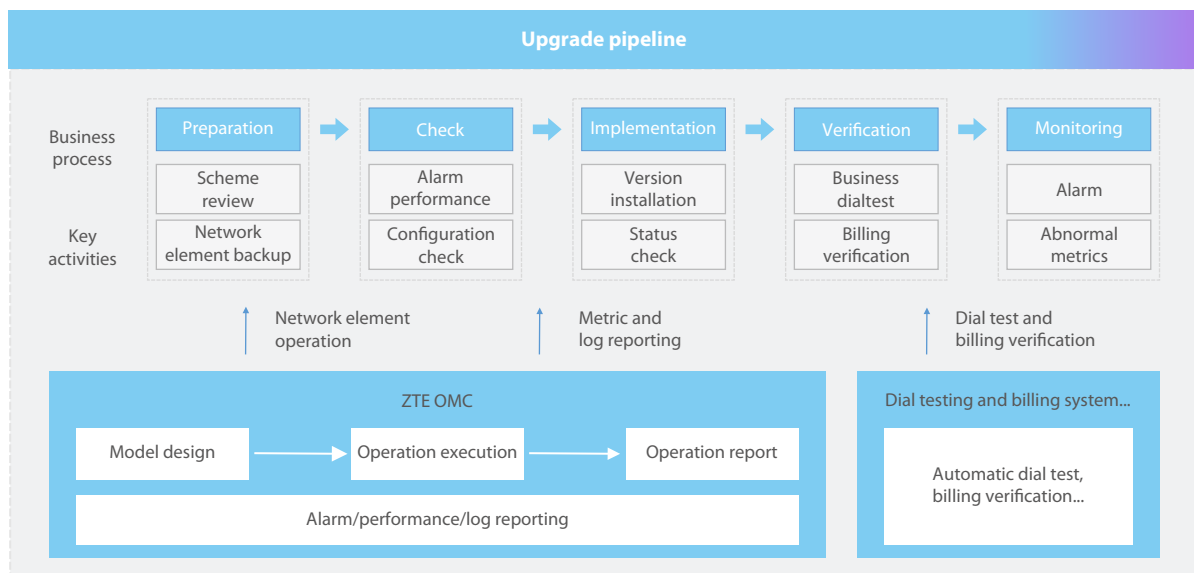 Upgrade pipeline
Business
process
Preparation
Check
Implementation
Verification
Monitoring
Key
activities
Scheme
review
Network
element backup
Alarm
performance
Configuration
check
Version
installation
Status
check
Business
dialtest
Billing
verification
Alarm
Abnormal
metrics
Network element
operation
Metric and
log reporting
Dial test and
billing verification
ZTE OMC
Model design
Operation execution
Operation report
Alarm/performance/log reporting
Dial testing and billing system...
Automatic dial test,
billing verification...